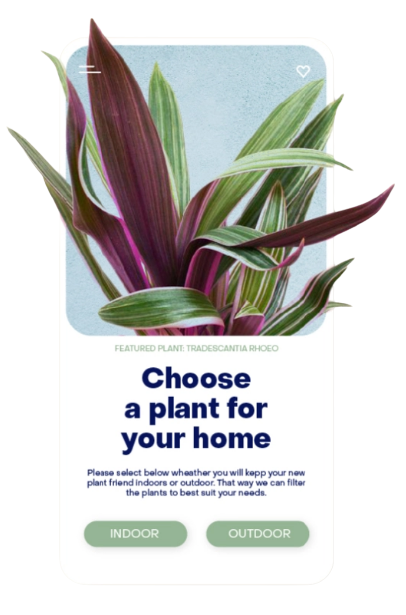 FEATURED PLANT: TRADESCANTIA RHOEO
Choose
a plant for
your home
Please select below wheather you will kepp your new
plant friend indoors or outdoor. That way we can filter
the plants to best suit your needs.
INDOOR OUTDOOR